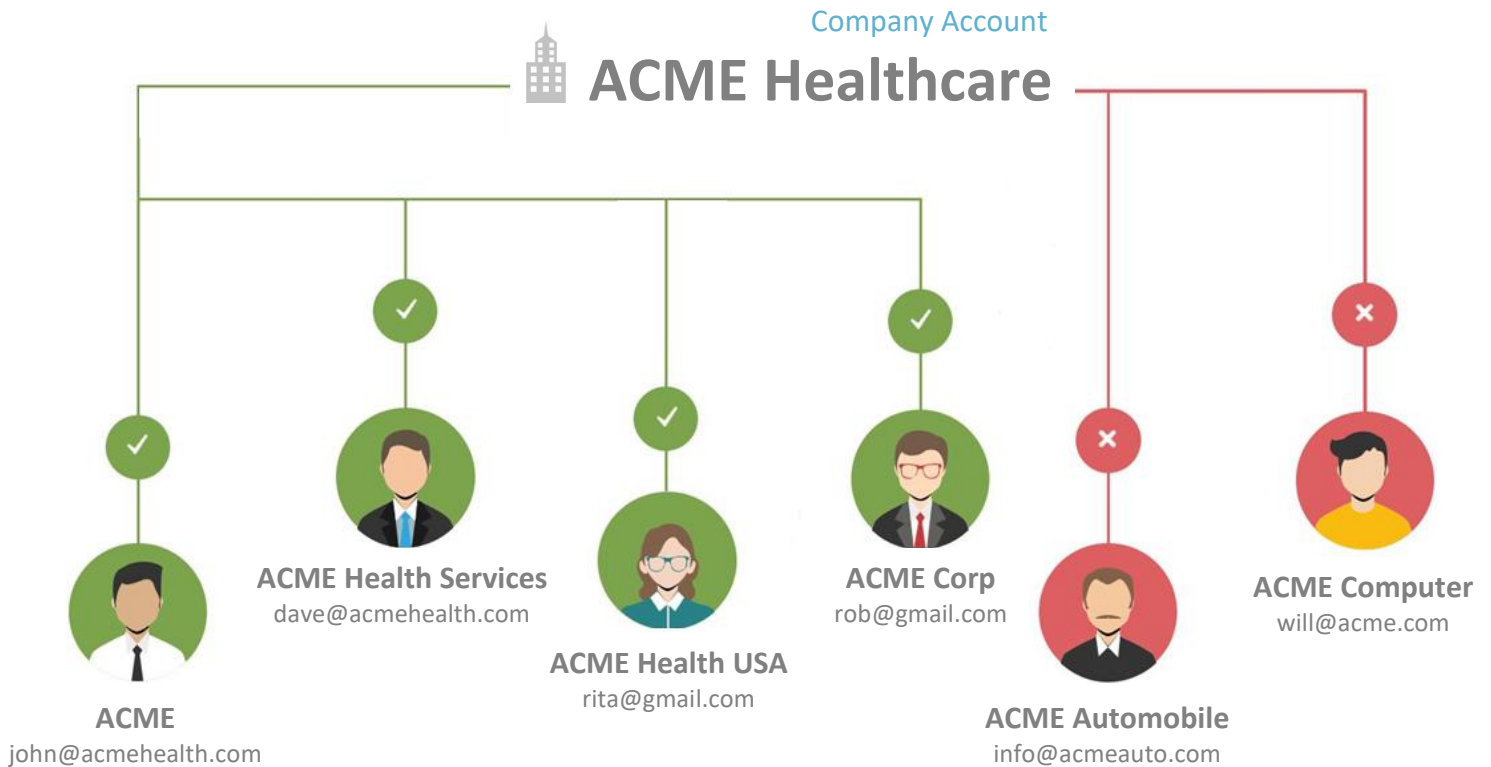 Company Account
ACME Healthcare
ACME Health Services
dave@acmehealth.com
ACME Corp
rob@gmail.com
ACME Computer
will@acme.com
ACME Health USA
rita@gmail.com
ACME
john@acmehealth.com
ACME Automobile
info@acmeauto.com